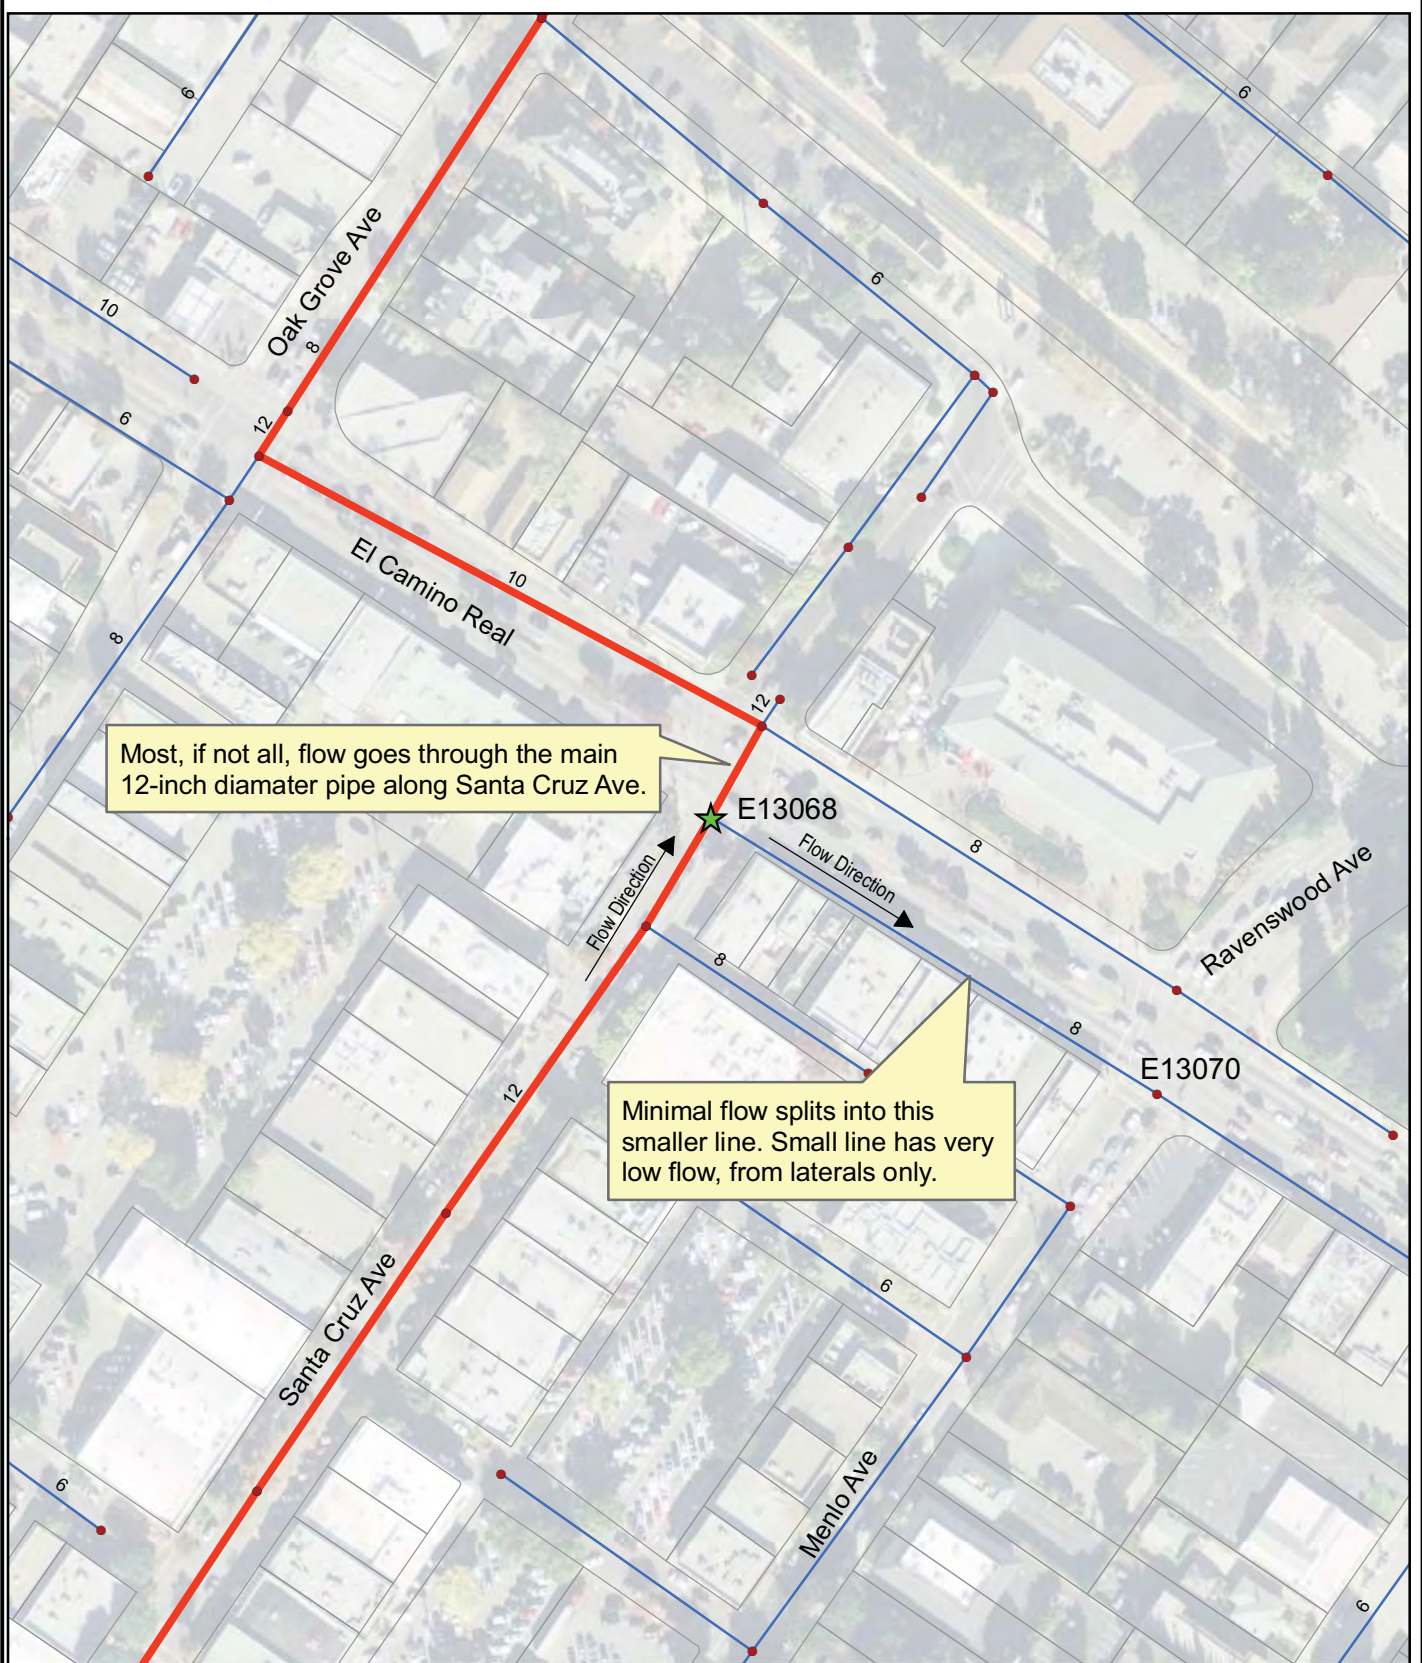 6
6
Oak Grove Ave
6
10
8
6
12
10
El Camino Real
8
12
Most, if not all, flow goes through the main
12-inch diamater pipe along Santa Cruz Ave.
E13068
Flow Direction
Flow Direction
8
Ravenswood Ave
8
8
E13070
12
Minimal flow splits into this
smaller line. Small line has very
low flow, from laterals only.
6
Santa Cruz Ave
6
Menlo Ave
6